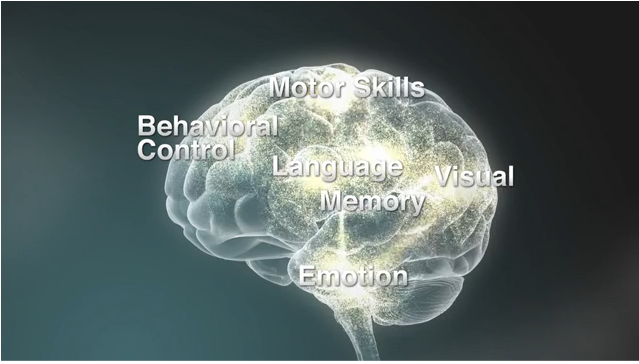 Motor Skills
Behavioral
Control
Language
Visual
Memory
Emotion